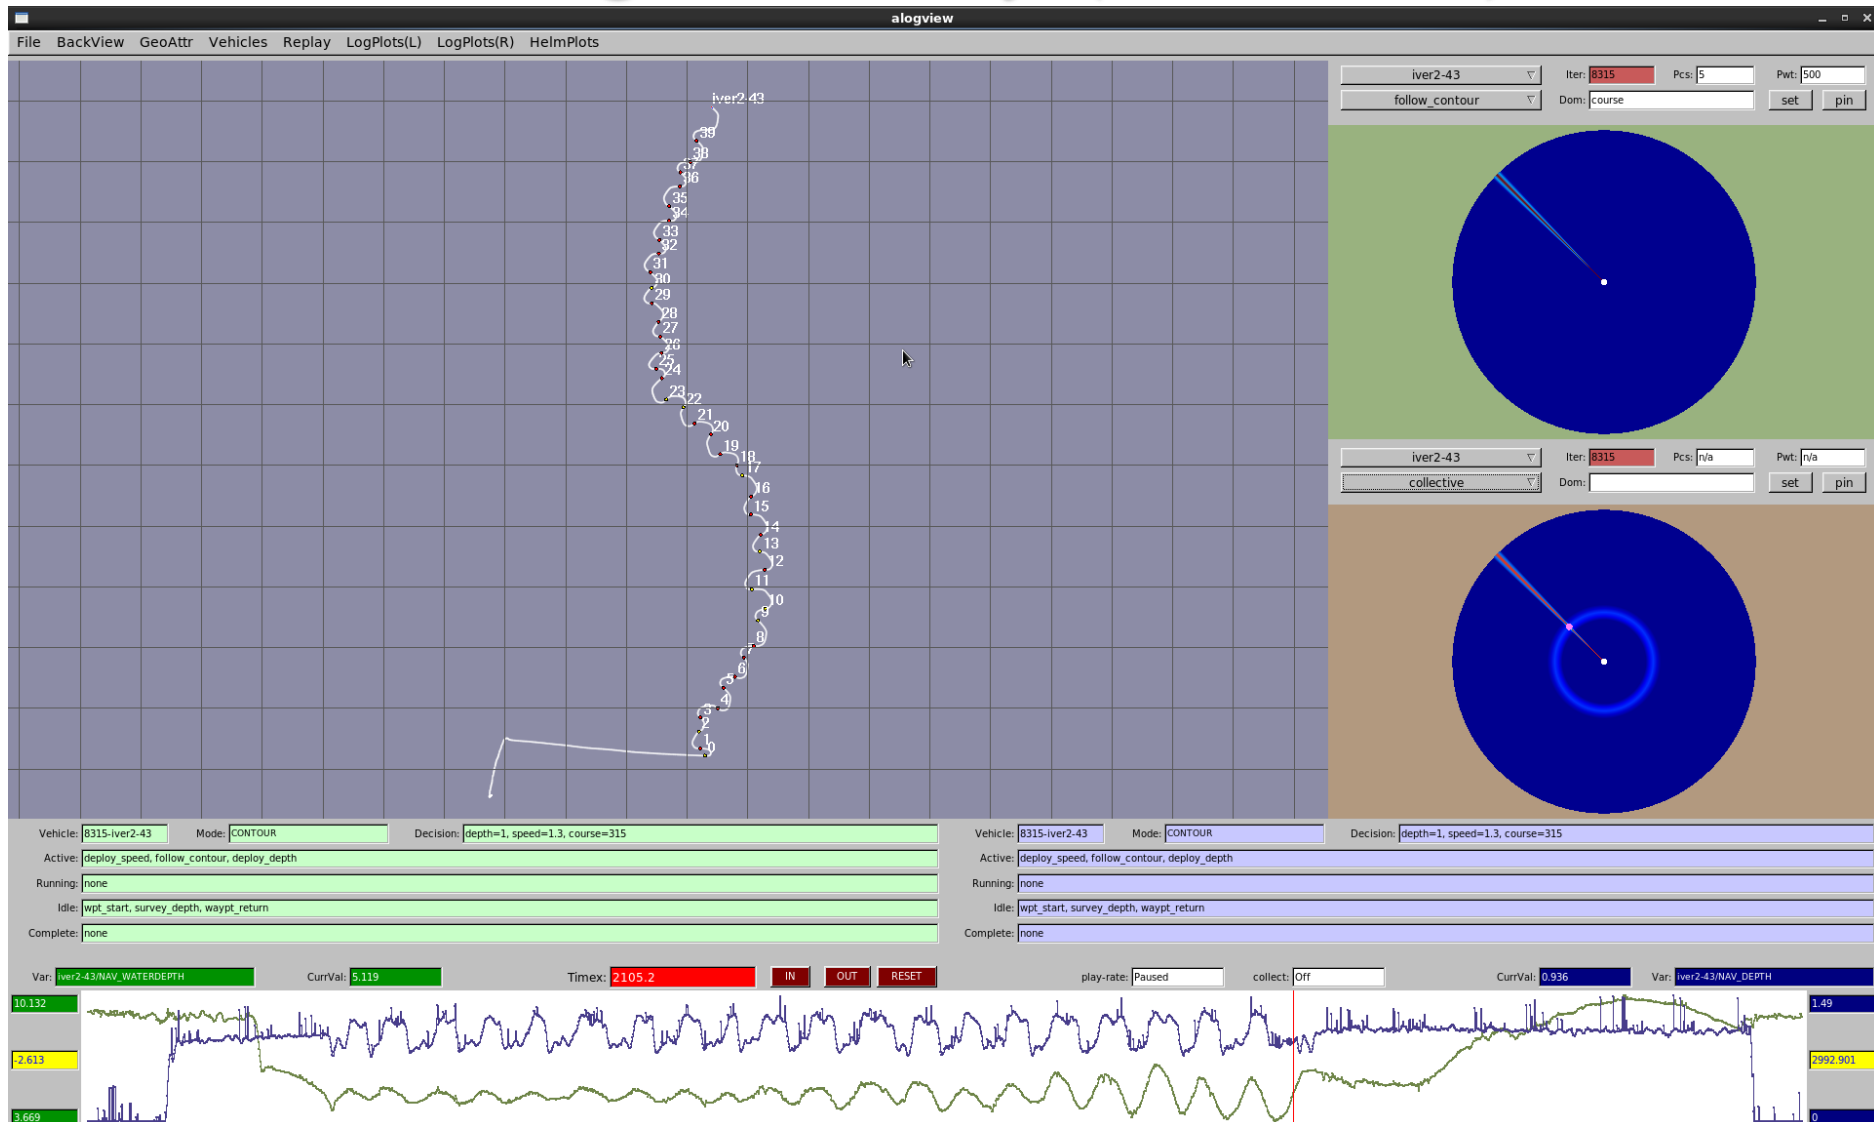 alogview
File BackView GeoAttr Vehicles Replay LogPlots(L) LogPlots(R) HelmPlots
iver2-43
39
38
37
36
35
34
33
32
31
30
29
28
27
26
25
24
23
22
21
20
19
18
17
16
15
14
13
12
11
10
9
8
7
6
5
4
3
2
1
0
iver2-43 Iter: 8315 Pcs: 5 Pwt: 500
follow_contour Dom: course set pin
iver2-43 Iter: 8315 Pcs: n/a Pwt: n/a
collective Dom: set pin
Vehicle: 8315-iver2-43 Mode: CONTOUR Decision: depth=1, speed=1.3, course=315
Active: deploy_speed, follow_contour, deploy_depth
Running: none
Idle: wpt_start, survey_depth, waypt_return
Complete: none
Vehicle: 8315-iver2-43 Mode: CONTOUR Decision: depth=1, speed=1.3, course=315
Active: deploy_speed, follow_contour, deploy_depth
Running: none
Idle: wpt_start, survey_depth, waypt_return
Complete: none
Var: iver2-43/NAV_WATERDEPTH CurrVal: 5.119 Timex: 2105.2 IN OUT RESET play-rate: Paused collect: Off CurrVal: 0.936 Var: iver2-43/NAV_DEPTH
10.132
-2.613
3.669
1.49
2992.901
0